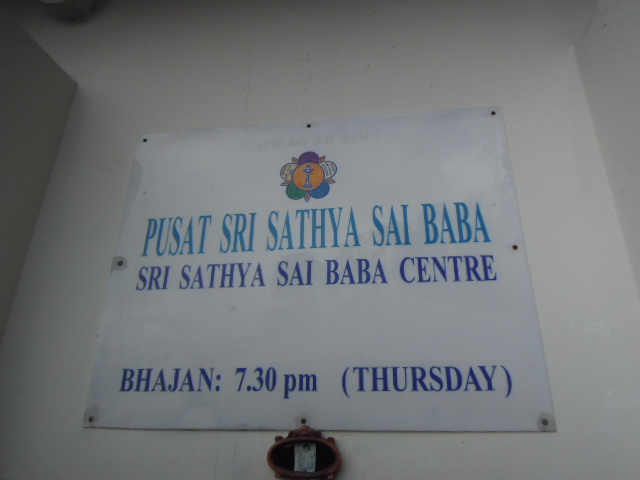 PUSAT SRI SATHYA SAI BABA
SRI SATHYA SAI BABA CENTRE
BHAJAN: 7.30 pm (THURSDAY)